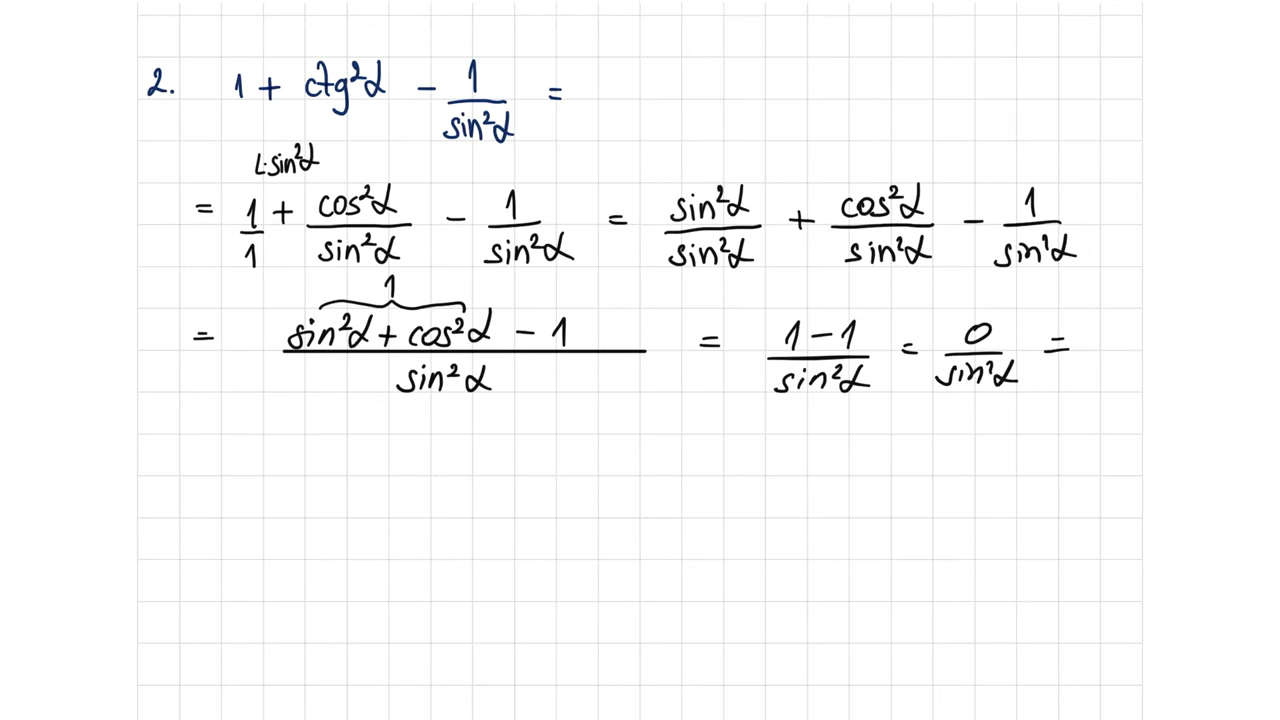 2. 1 + ctg²α - 1/sin²α =
L·sin²α
= 1/1 + cos²α/sin²α - 1/sin²α = sin²α/sin²α + cos²α/sin²α - 1/sin²α
1
= (sin²α + cos²α - 1)/sin²α = (1 - 1)/sin²α = 0/sin²α =